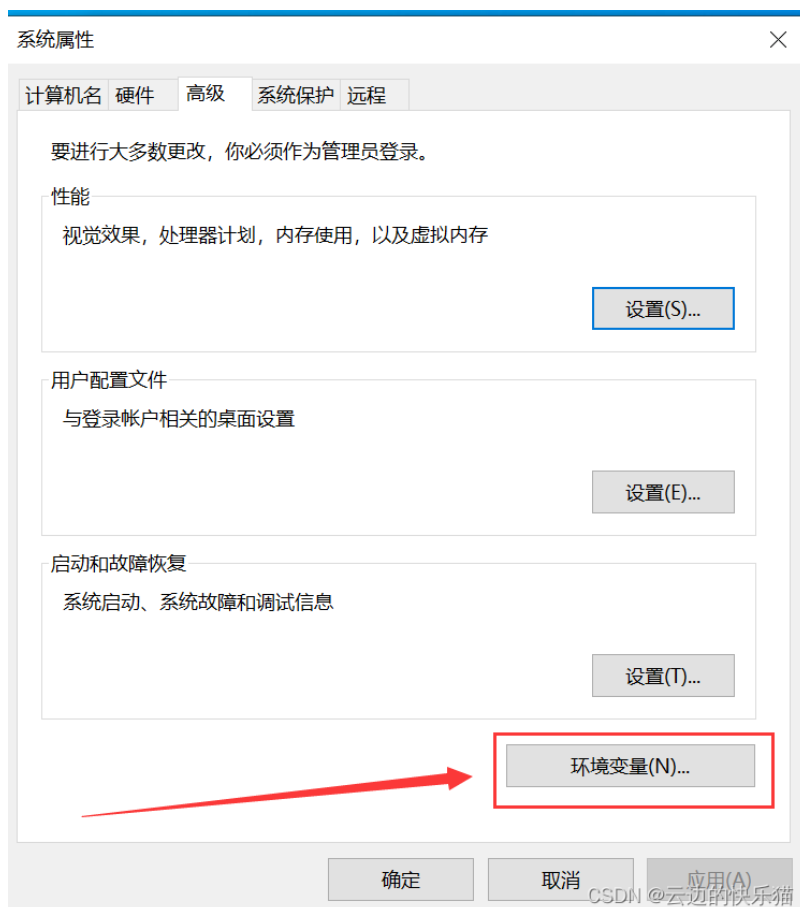 系统属性
计算机名 硬件 高级 系统保护 远程
要进行大多数更改，你必须作为管理员登录。
性能
视觉效果，处理器计划，内存使用，以及虚拟内存
设置(S)...
用户配置文件
与登录帐户相关的桌面设置
设置(E)...
启动和故障恢复
系统启动、系统故障和调试信息
设置(T)...
环境变量(N)...
确定 取消 应用(A)
CSDN @云边的快乐猫